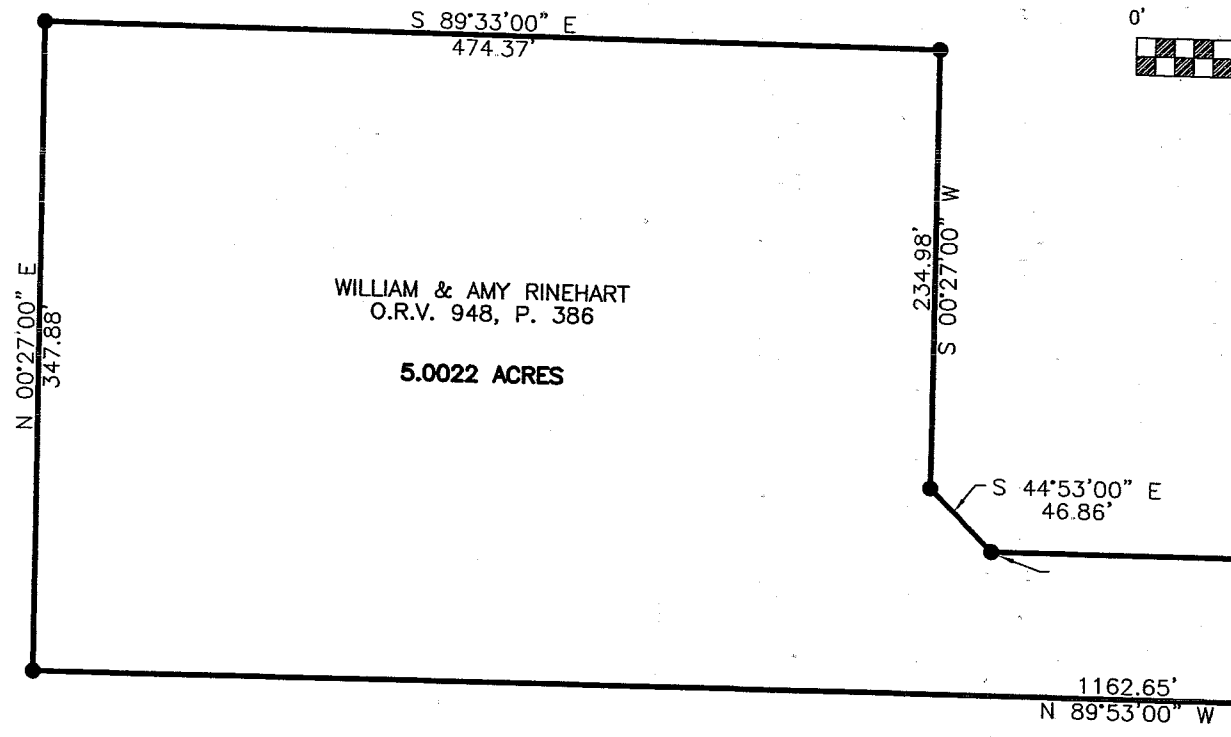 S 89°33'00" E
474.37'
0'
N 00°27'00" E
347.88'
WILLIAM & AMY RINEHART
O.R.V. 948, P. 386
5.0022 ACRES
234.98'
S 00°27'00" W
S 44°53'00" E
46.86'
1162.65'
N 89°53'00" W